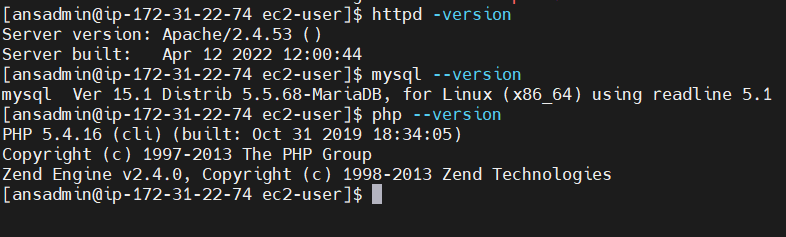 [ansadmin@ip-172-31-22-74 ec2-user]$ httpd -version
Server version: Apache/2.4.53 ()
Server built:   Apr 12 2022 12:00:44
[ansadmin@ip-172-31-22-74 ec2-user]$ mysql --version
mysql  Ver 15.1 Distrib 5.5.68-MariaDB, for Linux (x86_64) using readline 5.1
[ansadmin@ip-172-31-22-74 ec2-user]$ php --version
PHP 5.4.16 (cli) (built: Oct 31 2019 18:34:05)
Copyright (c) 1997-2013 The PHP Group
Zend Engine v2.4.0, Copyright (c) 1998-2013 Zend Technologies
[ansadmin@ip-172-31-22-74 ec2-user]$